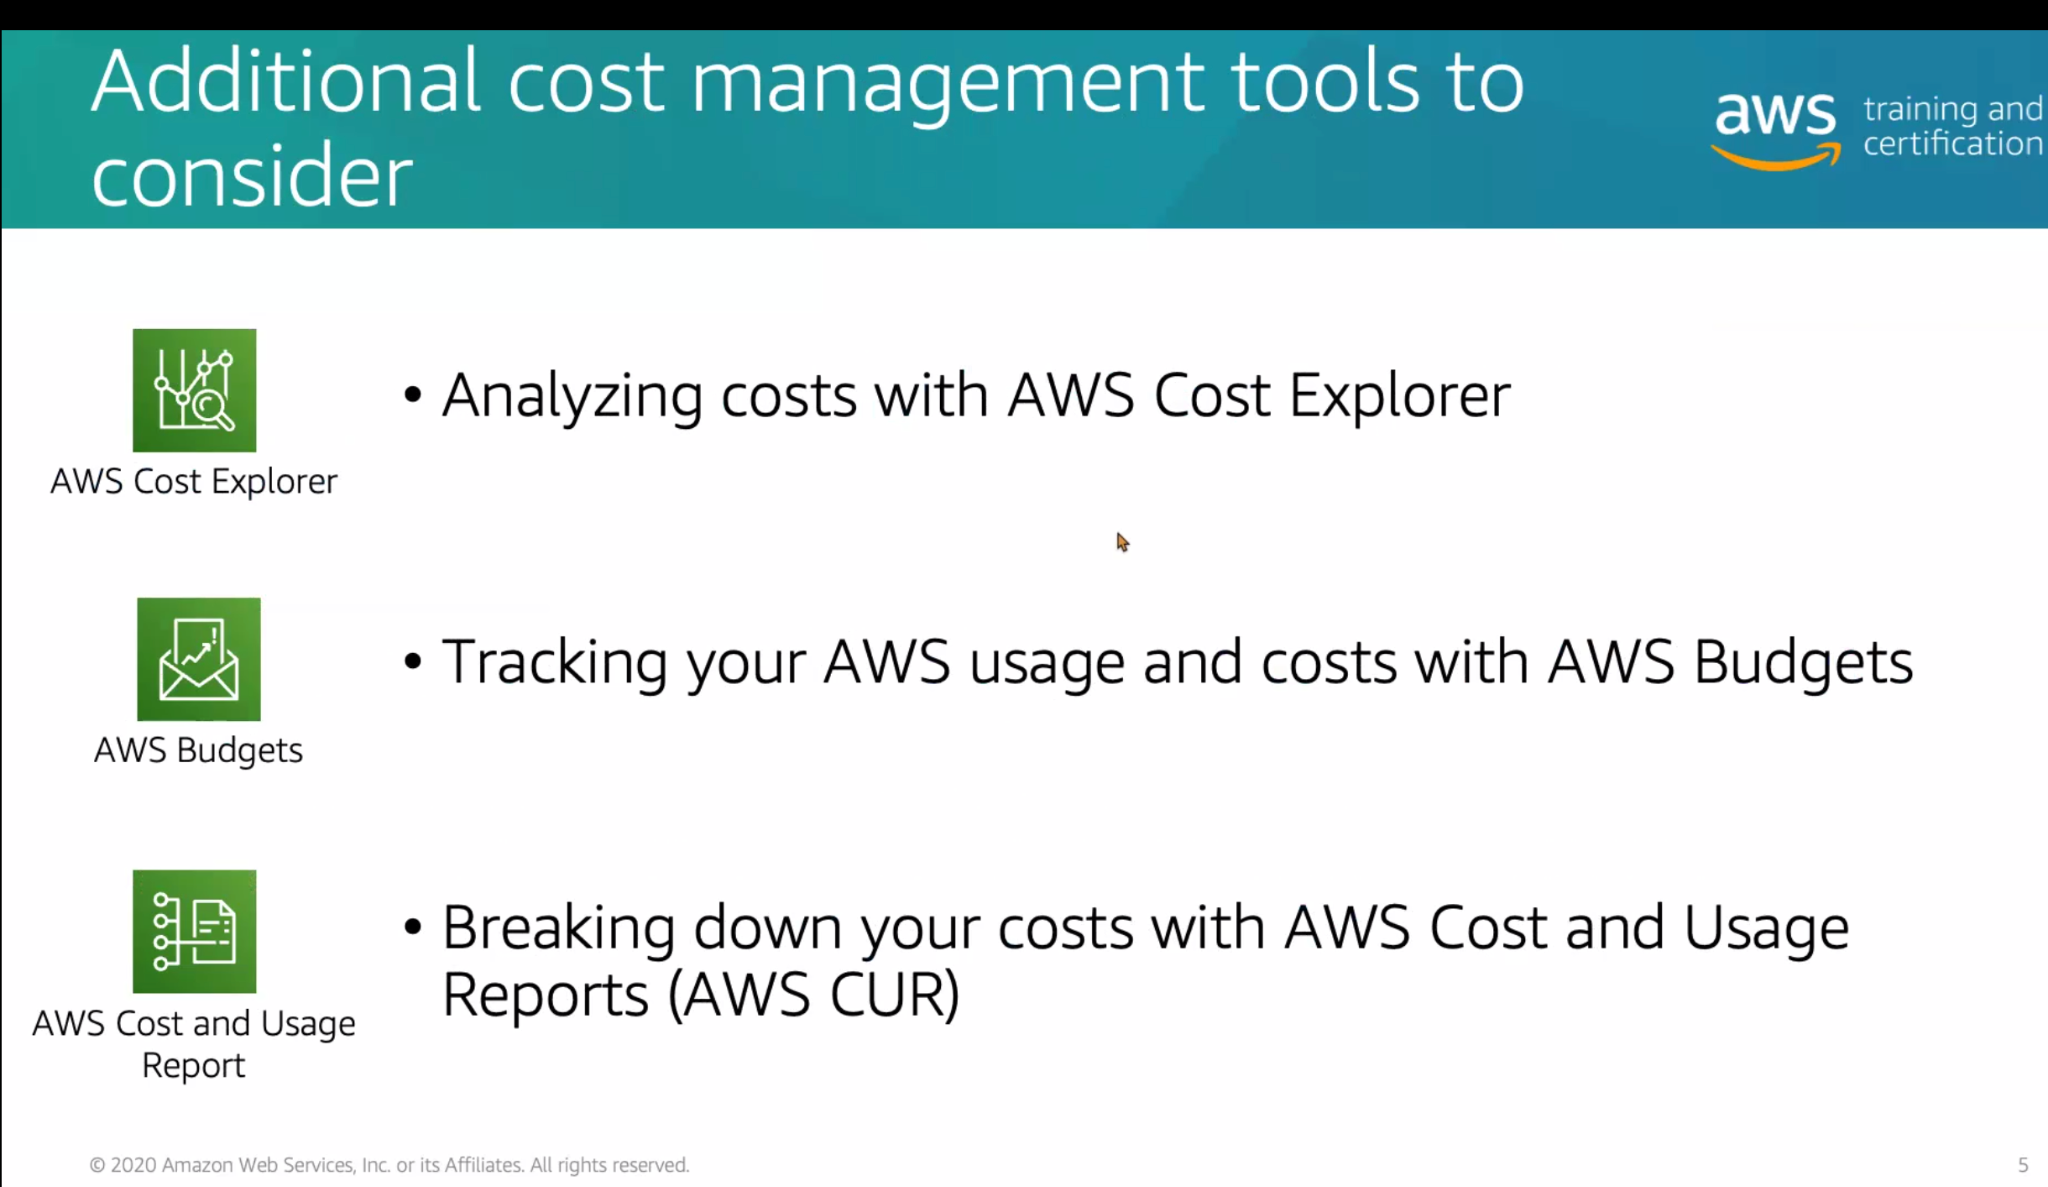 Additional cost management tools to
consider
aws training and
certification
AWS Cost Explorer
• Analyzing costs with AWS Cost Explorer
AWS Budgets
• Tracking your AWS usage and costs with AWS Budgets
AWS Cost and Usage
Report
• Breaking down your costs with AWS Cost and Usage
Reports (AWS CUR)
© 2020 Amazon Web Services, Inc. or its Affiliates. All rights reserved.
5